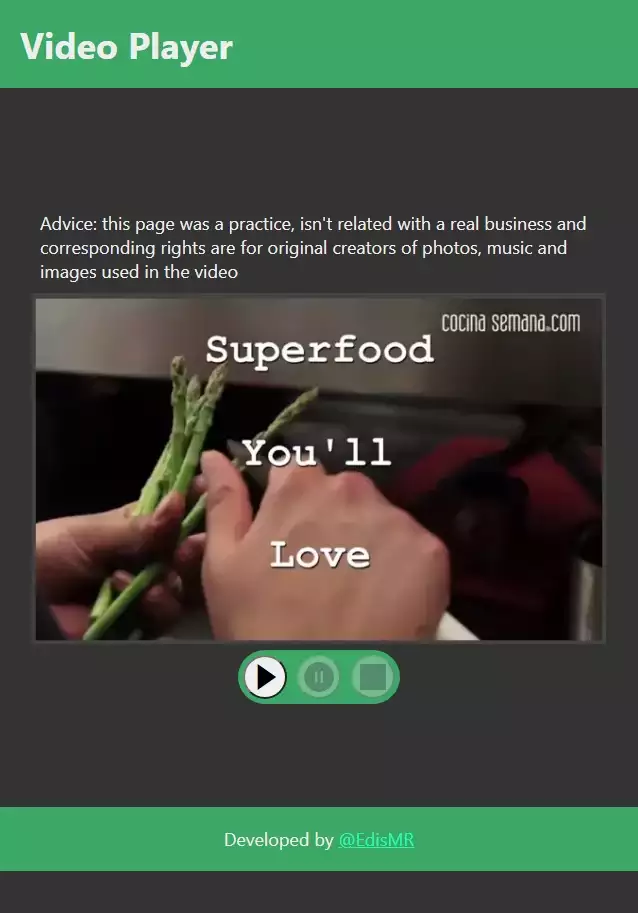 Video Player
Advice: this page was a practice, isn't related with a real business and
corresponding rights are for original creators of photos, music and
images used in the video
cocina semana.com
Superfood
You'll
Love
Developed by @EdisMR